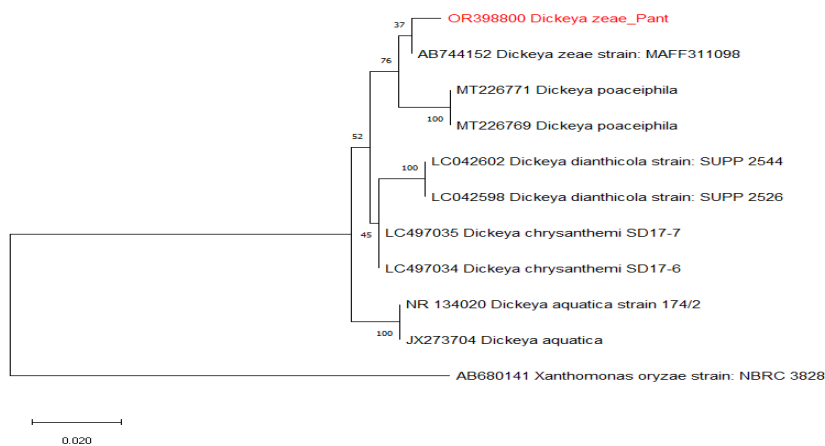 OR398800 Dickeya zeae_Pant
37
AB744152 Dickeya zeae strain: MAFF311098
76
MT226771 Dickeya poaceiphila
100
MT226769 Dickeya poaceiphila
52
LC042602 Dickeya dianthicola strain: SUPP 2544
100
LC042598 Dickeya dianthicola strain: SUPP 2526
LC497035 Dickeya chrysanthemi SD17-7
45
LC497034 Dickeya chrysanthemi SD17-6
NR 134020 Dickeya aquatica strain 174/2
100
JX273704 Dickeya aquatica
AB680141 Xanthomonas oryzae strain: NBRC 3828
0.020